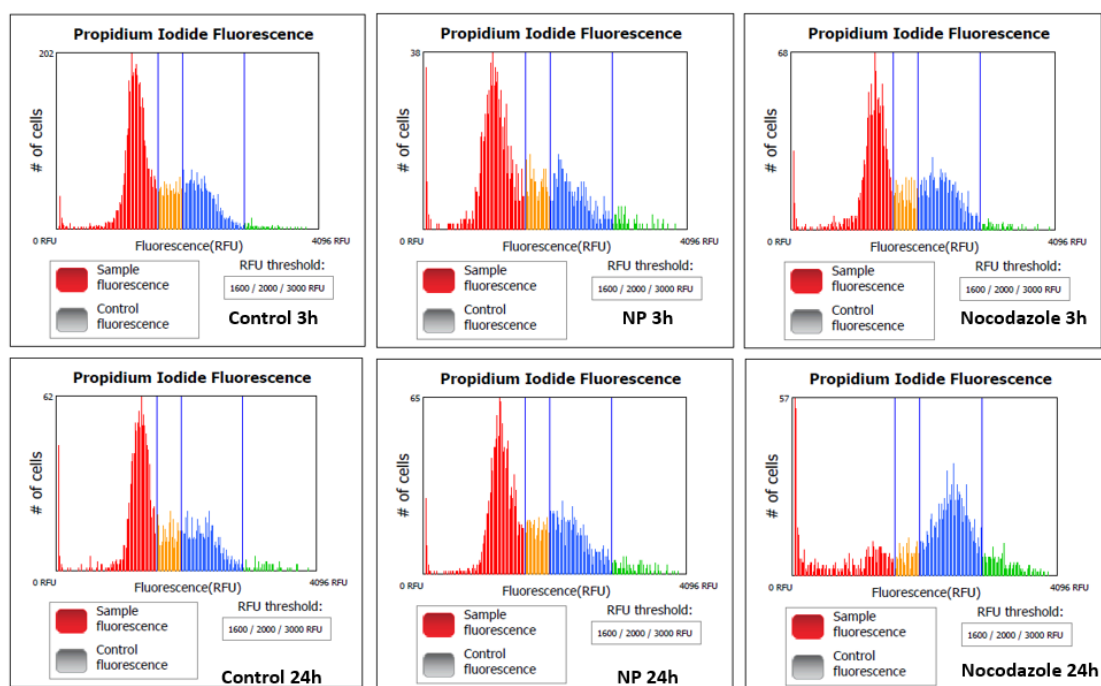 Propidium Iodide Fluorescence
202
# of cells
0 RFU
Fluorescence(RFU)
4096 RFU
Sample
fluorescence
Control
fluorescence
RFU threshold:
1600 / 2000 / 3000 RFU
Control 3h
Propidium Iodide Fluorescence
38
# of cells
0 RFU
Fluorescence(RFU)
4096 RFU
Sample
fluorescence
Control
fluorescence
RFU threshold:
1600 / 2000 / 3000 RFU
NP 3h
Propidium Iodide Fluorescence
68
# of cells
0 RFU
Fluorescence(RFU)
4096 RFU
Sample
fluorescence
Control
fluorescence
RFU threshold:
1600 / 2000 / 3000 RFU
Nocodazole 3h
Propidium Iodide Fluorescence
62
# of cells
0 RFU
Fluorescence(RFU)
4096 RFU
Sample
fluorescence
Control
fluorescence
RFU threshold:
1600 / 2000 / 3000 RFU
Control 24h
Propidium Iodide Fluorescence
65
# of cells
0 RFU
Fluorescence(RFU)
4096 RFU
Sample
fluorescence
Control
fluorescence
RFU threshold:
1600 / 2000 / 3000 RFU
NP 24h
Propidium Iodide Fluorescence
57
# of cells
0 RFU
Fluorescence(RFU)
4096 RFU
Sample
fluorescence
Control
fluorescence
RFU threshold:
1600 / 2000 / 3000 RFU
Nocodazole 24h